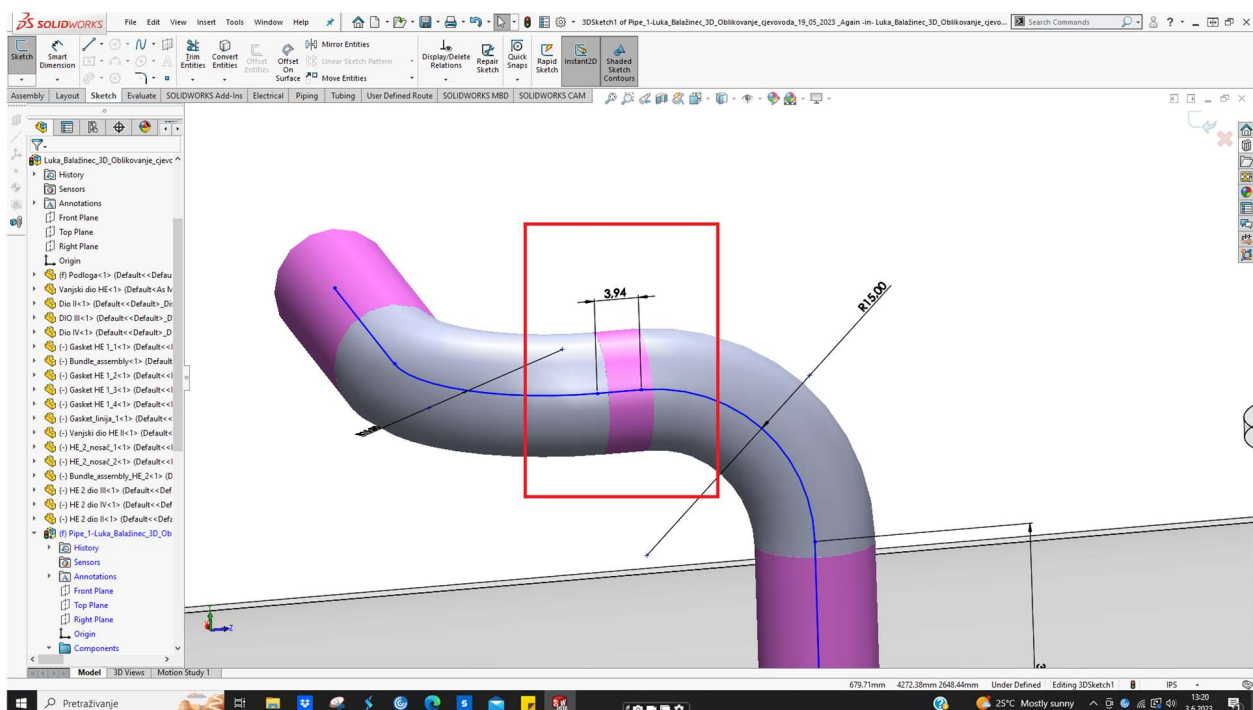 SOLIDWORKS File Edit View Insert Tools Window Help 3DSketch1 of Pipe_1-Luka_Balažinec_3D_Oblikovanje_cjevovoda_19_05_2023_Again -in- Luka_Balažinec_3D_Oblikovanje_cjevo... Search Commands
Sketch Smart Dimension Trim Entities Convert Entities Offset Entities Offset On Surface Mirror Entities Linear Sketch Pattern Move Entities Display/Delete Relations Repair Sketch Quick Snaps Rapid Sketch Instant2D Shaded Sketch Contours
Assembly Layout Sketch Evaluate SOLIDWORKS Add-Ins Electrical Piping Tubing User Defined Route SOLIDWORKS MBD SOLIDWORKS CAM
Luka_Balažinec_3D_Oblikovanje_cjevc
History
Sensors
Annotations
Front Plane
Top Plane
Right Plane
Origin
(f) Podloga<1> (Default<<Defau
Vanjski dio HE<1> (Default<As M
Dio II<1> (Default<<Default>_Di
DIO III<1> (Default<<Default>_D
Dio IV<1> (Default<<Default>_D
(-) Gasket HE 1_1<1> (Default<<
(-) Bundle_assembly<1> (Default
(-) Gasket HE 1_2<1> (Default<<
(-) Gasket HE 1_3<1> (Default<<
(-) Gasket HE 1_4<1> (Default<<
(-) Gasket_linija_1<1> (Default<<
(-) Vanjski dio HE II<1> (Default<
(-) HE_2_nosač_1<1> (Default<<
(-) HE_2_nosač_2<1> (Default<<
(-) Bundle_assembly_HE_2<1> (D
(-) HE 2 dio III<1> (Default<<Def
(-) HE 2 dio IV<1> (Default<<Def
(-) HE 2 dio II<1> (Default<<Defa
(f) Pipe_1-Luka_Balažinec_3D_Ob
History
Sensors
Annotations
Front Plane
Top Plane
Right Plane
Origin
Components
3,94
R15,00
Z
Model 3D Views Motion Study 1
679.71mm 4272.38mm 2648.44mm Under Defined Editing 3DSketch1 IPS
Pretraživanje
25°C Mostly sunny
13:20
3.6.2023.